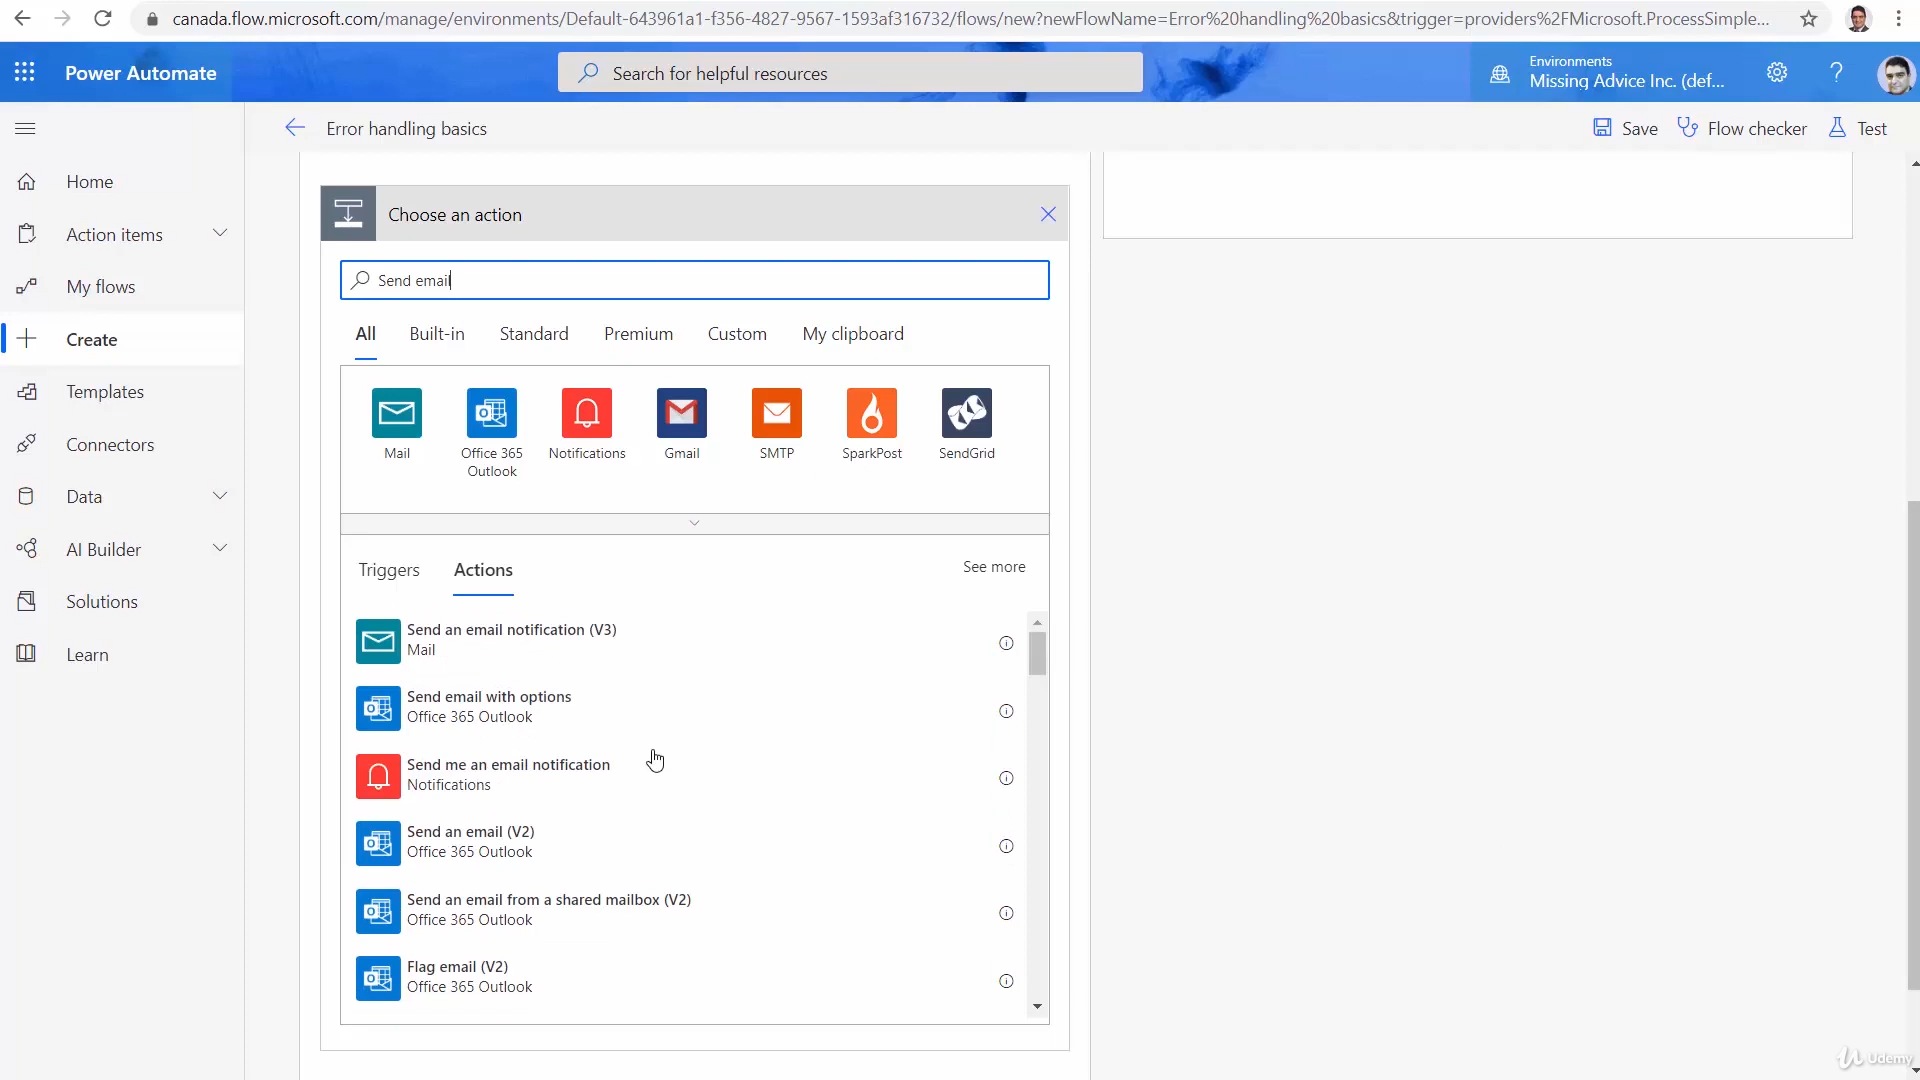 canada.flow.microsoft.com/manage/environments/Default-643961a1-f356-4827-9567-1593af316732/flows/new?newFlowName=Error%20handling%20basics&trigger=providers%2FMicrosoft.ProcessSimple...
Power Automate
Search for helpful resources
Environments
Missing Advice Inc. (def...
Error handling basics
Save
Flow checker
Test
Home
Action items
My flows
Create
Templates
Connectors
Data
AI Builder
Solutions
Learn
Choose an action
Send email
All
Built-in
Standard
Premium
Custom
My clipboard
Mail
Office 365
Outlook
Notifications
Gmail
SMTP
SparkPost
SendGrid
Triggers
Actions
See more
Send an email notification (V3)
Mail
Send email with options
Office 365 Outlook
Send me an email notification
Notifications
Send an email (V2)
Office 365 Outlook
Send an email from a shared mailbox (V2)
Office 365 Outlook
Flag email (V2)
Office 365 Outlook
Udemy